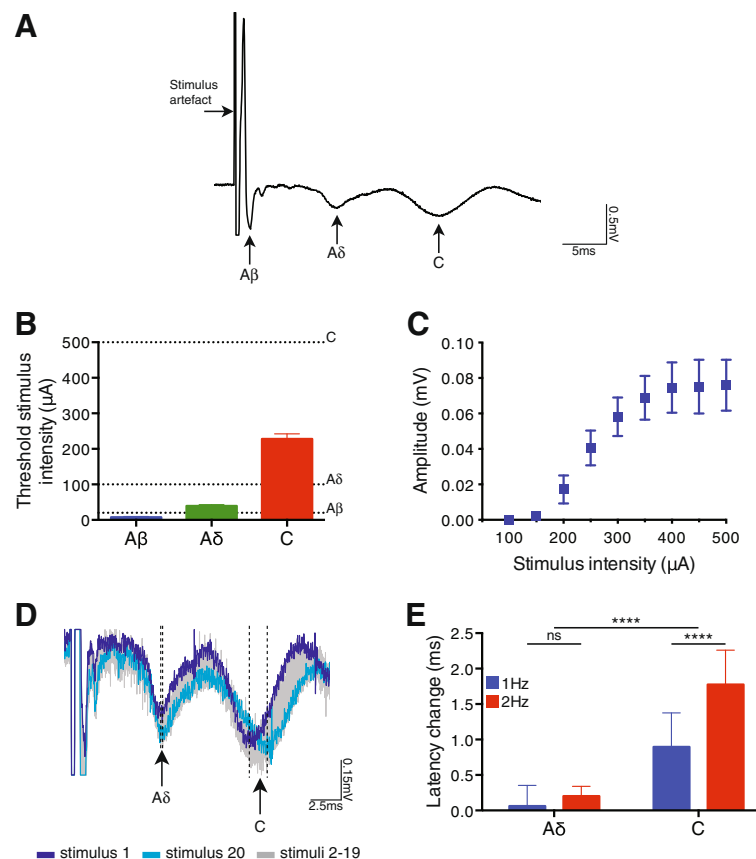 A
Stimulus
artefact
Aβ
Aδ
C
0.5mV
5ms
B
Threshold stimulus
intensity (μA)
500
400
300
200
100
0
C
Aδ
Aβ
Aβ
Aδ
C
C
Amplitude (mV)
0.10
0.08
0.06
0.04
0.02
0.00
100
200
300
400
500
Stimulus intensity (μA)
D
Aδ
C
0.15mV
2.5ms
stimulus 1
stimulus 20
stimuli 2-19
E
Latency change (ms)
2.5
2.0
1.5
1.0
0.5
0.0
1Hz
2Hz
ns
****
****
Aδ
C